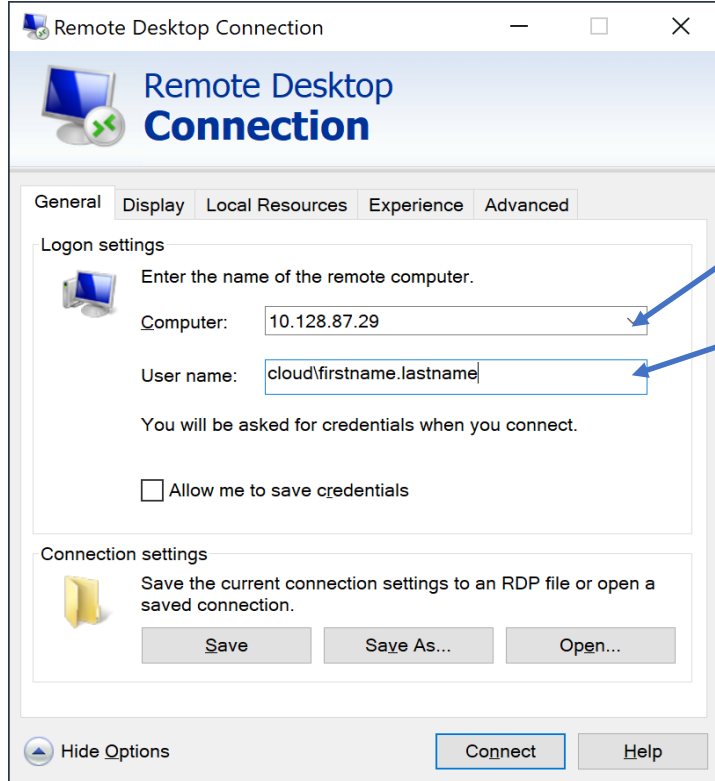 Remote Desktop Connection
Remote Desktop
Connection
General Display Local Resources Experience Advanced
Logon settings
Enter the name of the remote computer.
Computer: 10.128.87.29
User name: cloud\firstname.lastname
You will be asked for credentials when you connect.
Allow me to save credentials
Connection settings
Save the current connection settings to an RDP file or open a
saved connection.
Save Save As... Open...
Hide Options Connect Help